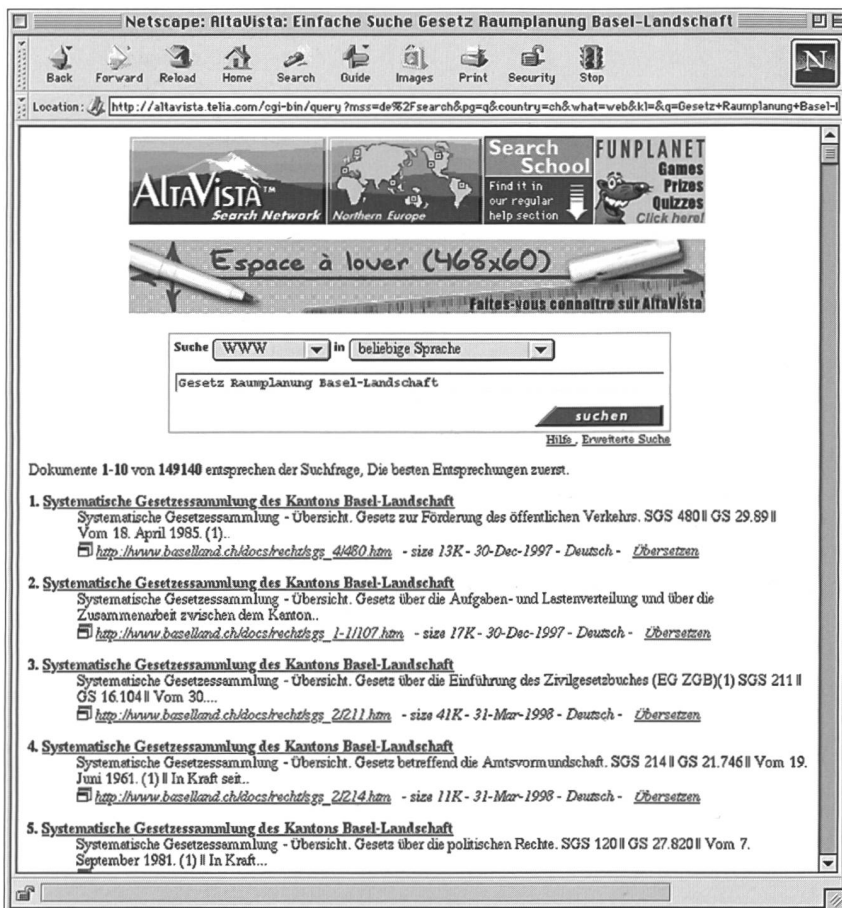 Netscape: AltaVista: Einfache Suche Gesetz Raumplanung Basel-Landschaft
Back Forward Reload Home Search Guide Images Print Security Stop
N
Location: http://altavista.telia.com/cgi-bin/query?mss=de%2Fsearch&pg=q&country=ch&what=web&kl=&q=Gesetz+Raumplanung+Basel-l
ALTAVISTA™
Search Network
Northern Europe
Search
School
Find it in
our regular
help section
FUNPLANET
Games
Prizes
Quizzes
Click here!
Espace à louer (468x60)
Faites-vous connaître sur AltaVista
Suche WWW in beliebige Sprache
Gesetz Raumplanung Basel-Landschaft
suchen
Hilfe, Erweiterte Suche
Dokumente 1-10 von 149140 entsprechen der Suchfrage, Die besten Entsprechungen zuerst.
1. Systematische Gesetzessammlung des Kantons Basel-Landschaft
Systematische Gesetzessammlung - Übersicht. Gesetz zur Förderung des öffentlichen Verkehrs. SGS 480 || GS 29.89 ||
Vom 18. April 1985. (1)..
http://www.baselland.ch/docs/recht/sgs_4/480.htm - size 13K - 30-Dec-1997 - Deutsch - Übersetzen
2. Systematische Gesetzessammlung des Kantons Basel-Landschaft
Systematische Gesetzessammlung - Übersicht. Gesetz über die Aufgaben- und Lastenverteilung und über die
Zusammenarbeit zwischen dem Kanton..
http://www.baselland.ch/docs/recht/sgs_1-1/107.htm - size 17K - 30-Dec-1997 - Deutsch - Übersetzen
3. Systematische Gesetzessammlung des Kantons Basel-Landschaft
Systematische Gesetzessammlung - Übersicht. Gesetz über die Einführung des Zivilgesetzbuches (EG ZGB)(1) SGS 211 ||
GS 16.104 || Vom 30....
http://www.baselland.ch/docs/recht/sgs_2/211.htm - size 41K - 31-Mar-1998 - Deutsch - Übersetzen
4. Systematische Gesetzessammlung des Kantons Basel-Landschaft
Systematische Gesetzessammlung - Übersicht. Gesetz betreffend die Amtsvormundschaft. SGS 214 || GS 21.746 || Vom 19.
Juni 1961. (1) || In Kraft seit..
http://www.baselland.ch/docs/recht/sgs_2/214.htm - size 11K - 31-Mar-1998 - Deutsch - Übersetzen
5. Systematische Gesetzessammlung des Kantons Basel-Landschaft
Systematische Gesetzessammlung - Übersicht. Gesetz über die politischen Rechte. SGS 120 || GS 27.820 || Vom 7.
September 1981. (1) || In Kraft...